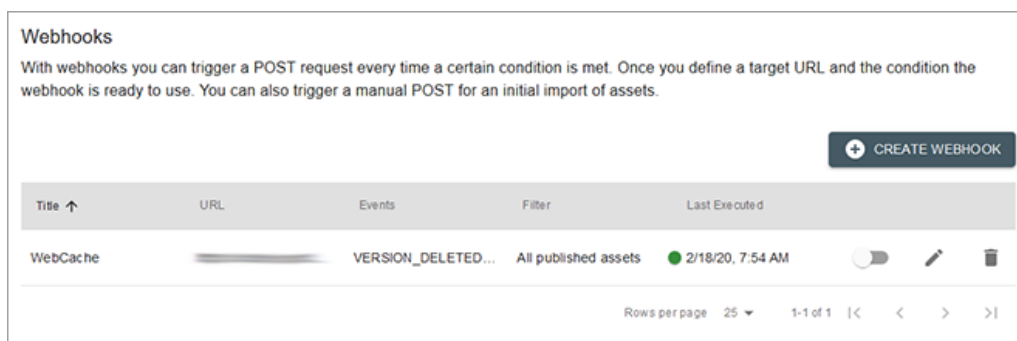 Webhooks
With webhooks you can trigger a POST request every time a certain condition is met. Once you define a target URL and the condition the
webhook is ready to use. You can also trigger a manual POST for an initial import of assets.
CREATE WEBHOOK
Title URL Events Filter Last Executed
WebCache VERSION_DELETED... All published assets 2/18/20, 7:54 AM
Rows per page 25 1-1 of 1